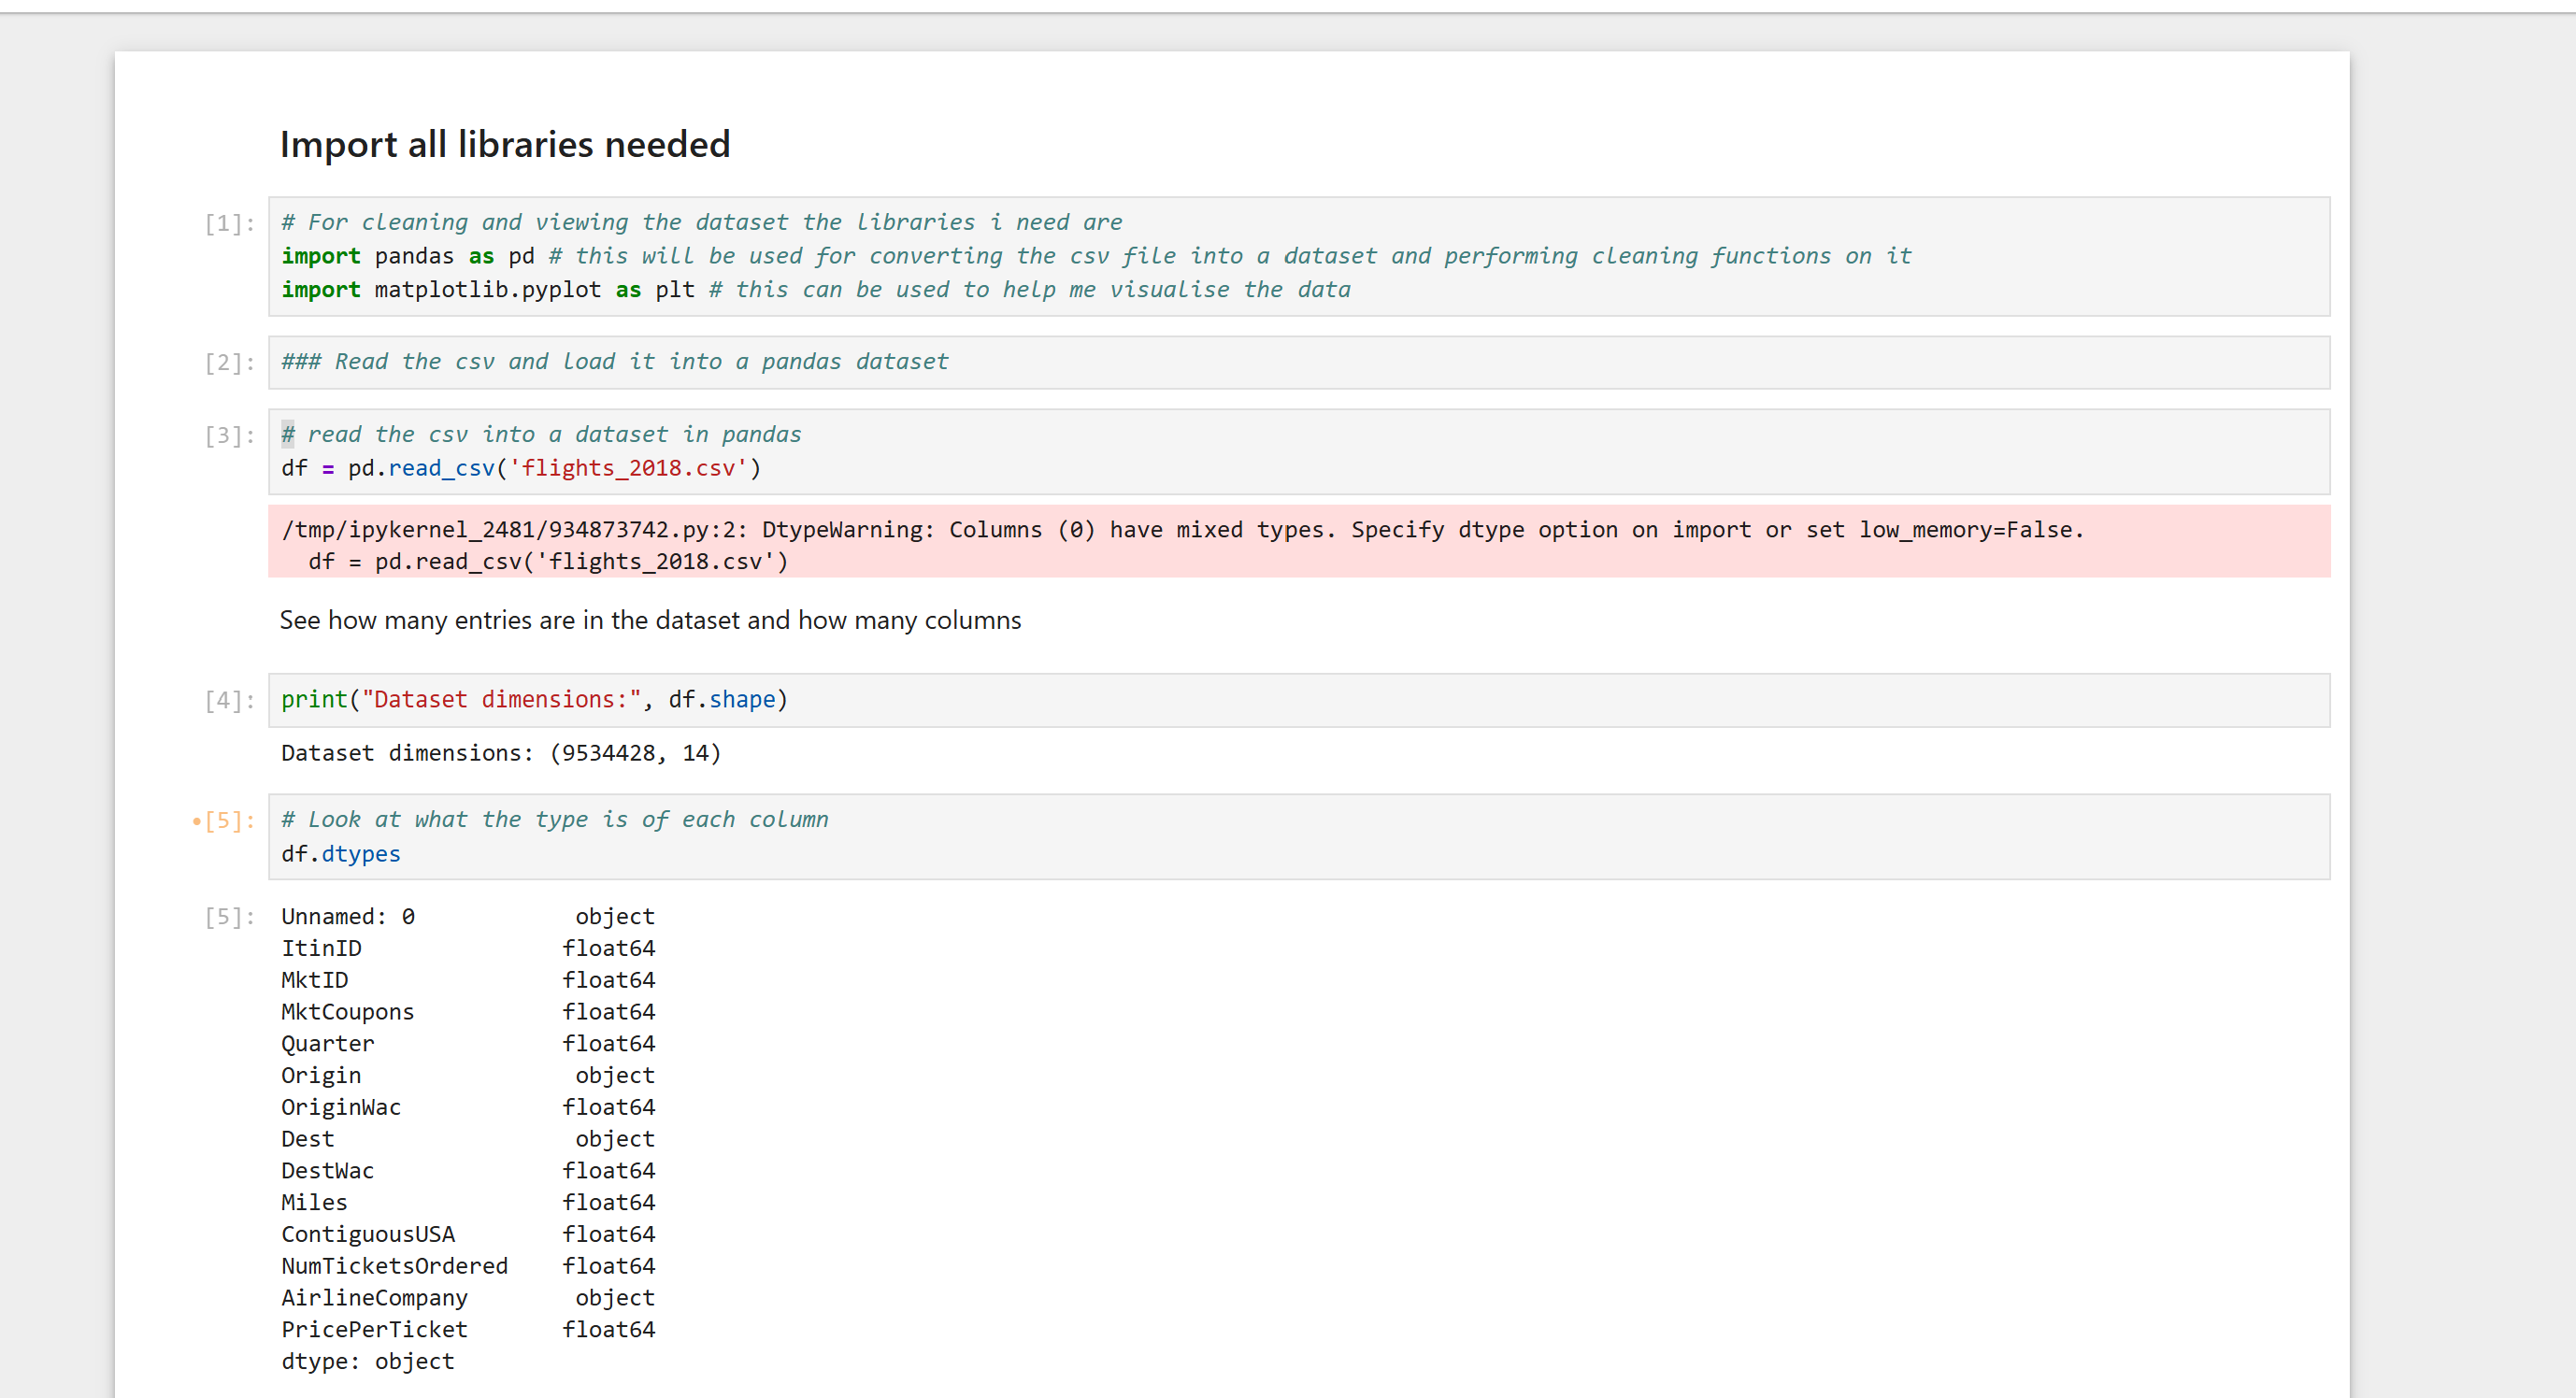 Import all libraries needed
[1]: # For cleaning and viewing the dataset the libraries i need are
import pandas as pd # this will be used for converting the csv file into a dataset and performing cleaning functions on it
import matplotlib.pyplot as plt # this can be used to help me visualise the data
[2]: ### Read the csv and load it into a pandas dataset
[3]: # read the csv into a dataset in pandas
df = pd.read_csv('flights_2018.csv')
/tmp/ipykernel_2481/934873742.py:2: DtypeWarning: Columns (0) have mixed types. Specify dtype option on import or set low_memory=False.
df = pd.read_csv('flights_2018.csv')
See how many entries are in the dataset and how many columns
[4]: print("Dataset dimensions:", df.shape)
Dataset dimensions: (9534428, 14)
•[5]: # Look at what the type is of each column
df.dtypes
[5]: Unnamed: 0 object
ItinID float64
MktID float64
MktCoupons float64
Quarter float64
Origin object
OriginWac float64
Dest object
DestWac float64
Miles float64
ContiguousUSA float64
NumTicketsOrdered float64
AirlineCompany object
PricePerTicket float64
dtype: object